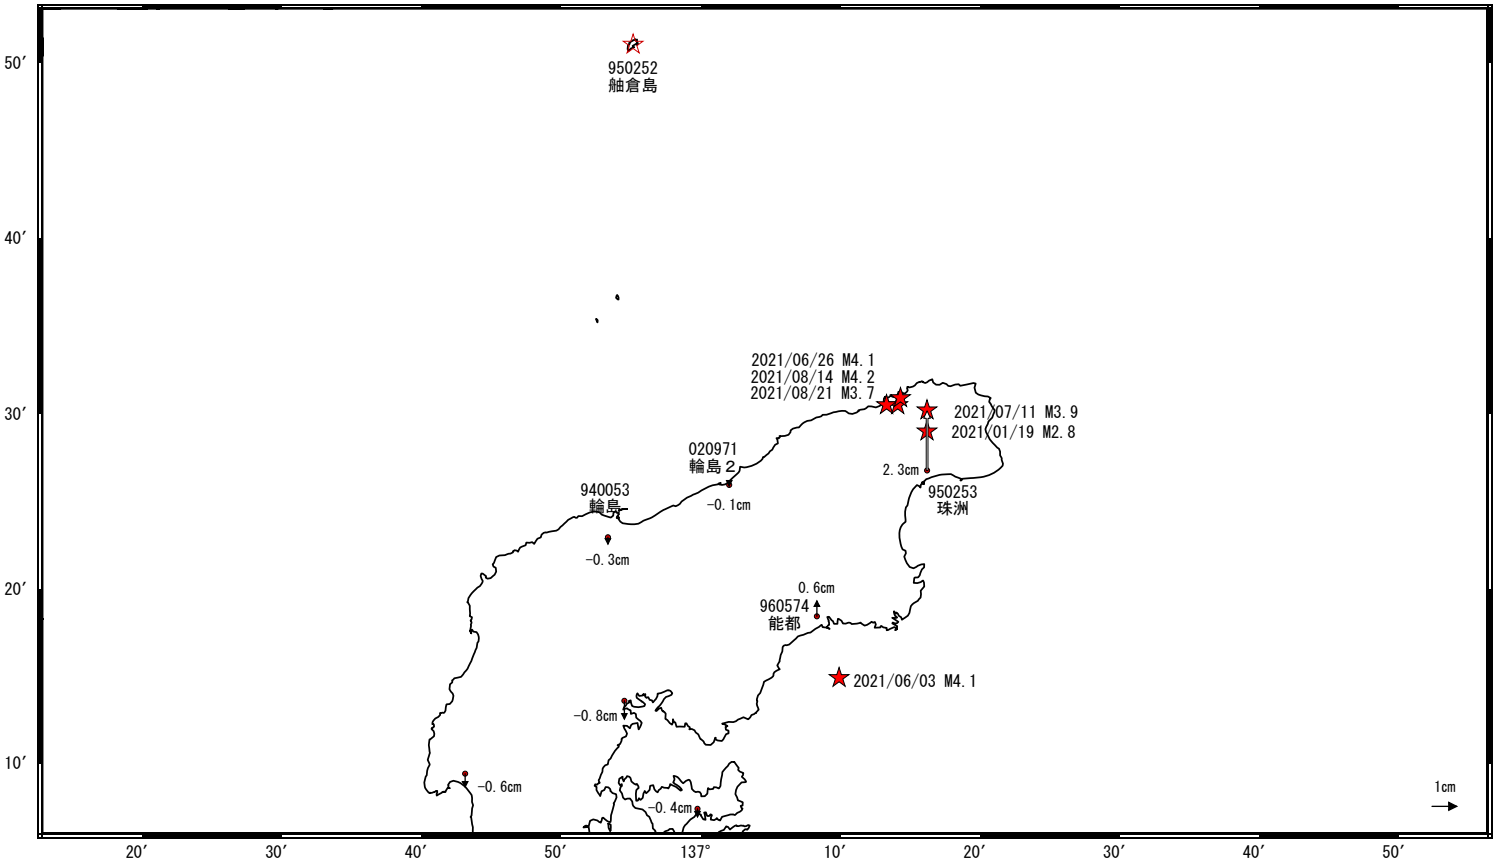 50′
950252
舳倉島
40′
2021/06/26 M4.1
2021/08/14 M4.2
2021/08/21 M3.7
30′
2021/07/11 M3.9
2021/01/19 M2.8
020971
輪島2
2.3cm
950253
珠洲
940053
輪島
-0.1cm
-0.3cm
20′
0.6cm
960574
能都
2021/06/03 M4.1
-0.8cm
10′
-0.6cm
-0.4cm
1cm
20′ 30′ 40′ 50′ 137° 10′ 20′ 30′ 40′ 50′